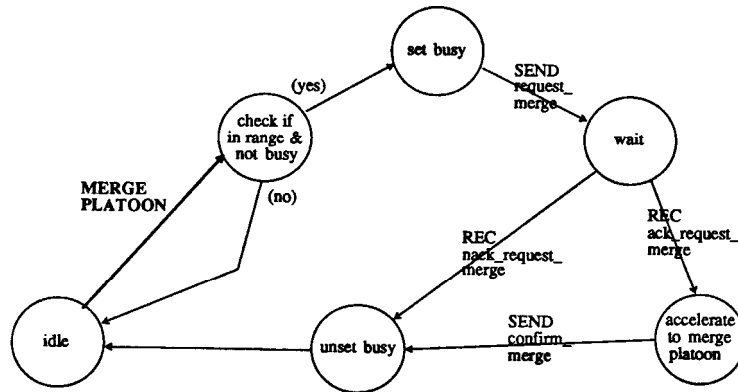 set busy
(yes)
SEND
request_
merge
check if
in range &
not busy
wait
MERGE
PLATOON
(no)
REC
nack_request_
merge
REC
ack_request_
merge
idle
unset busy
SEND
confirm_
merge
accelerate
to merge
platoon